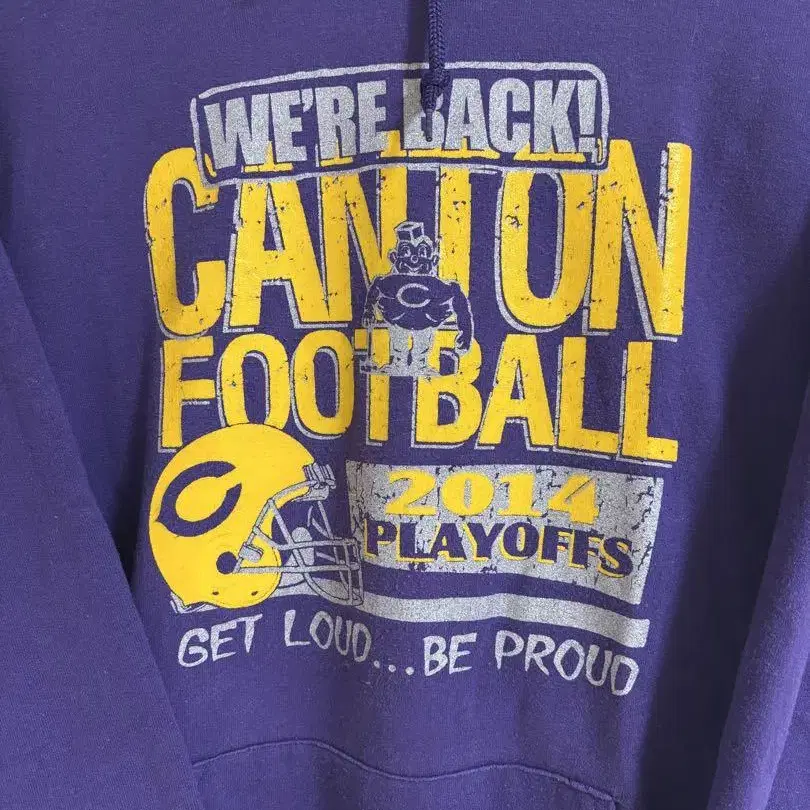 WE'RE BACK!
CANTON
FOOTBALL
C
C
2014
PLAYOFFS
GET LOUD...BE PROUD